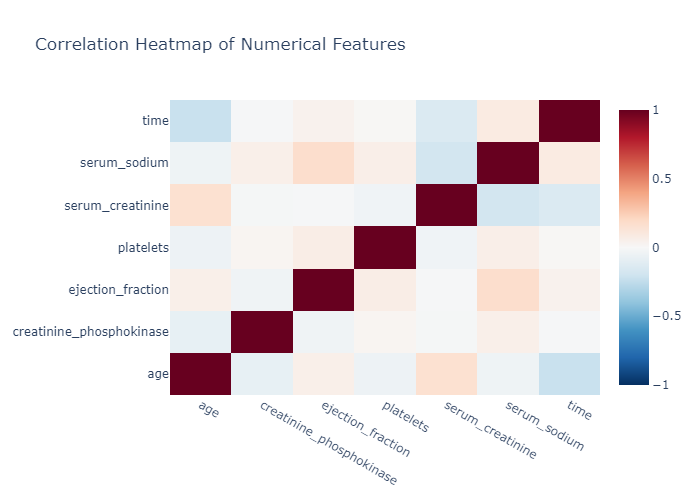 Correlation Heatmap of Numerical Features
time
serum_sodium
serum_creatinine
platelets
ejection_fraction
creatinine_phosphokinase
age
age
creatinine_phosphokinase
ejection_fraction
platelets
serum_creatinine
serum_sodium
time
1
0.5
0
−0.5
−1